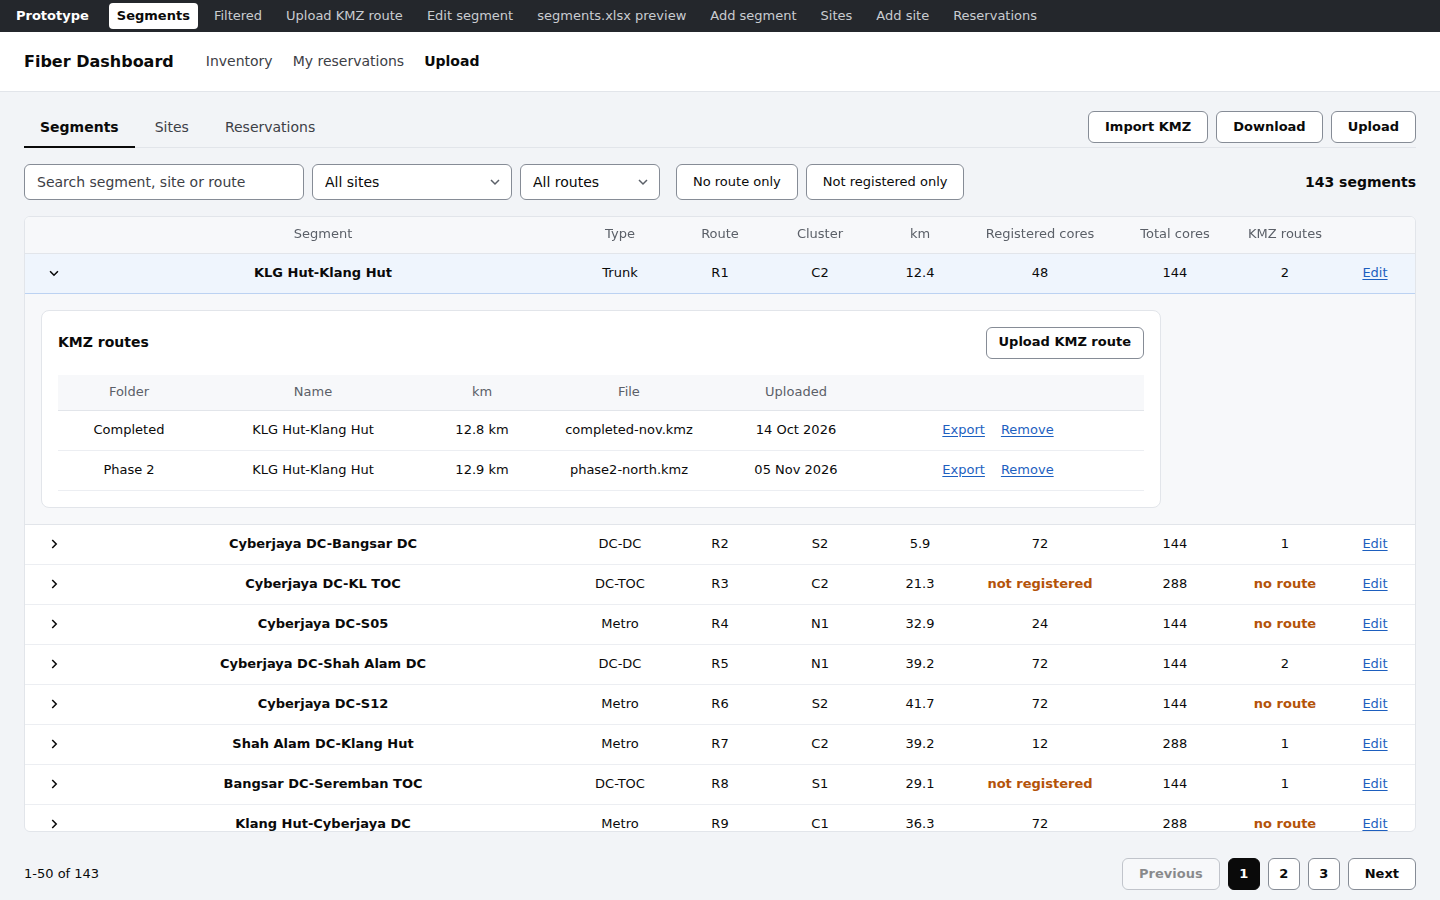 Prototype Segments Filtered Upload KMZ route Edit segment segments.xlsx preview Add segment Sites Add site Reservations
Fiber Dashboard Inventory My reservations Upload
Segments Sites Reservations Import KMZ Download Upload
Search segment, site or route All sites All routes No route only Not registered only 143 segments
Segment Type Route Cluster km Registered cores Total cores KMZ routes
KLG Hut-Klang Hut Trunk R1 C2 12.4 48 144 2 Edit
KMZ routes Upload KMZ route
Folder Name km File Uploaded
Completed KLG Hut-Klang Hut 12.8 km completed-nov.kmz 14 Oct 2026 Export Remove
Phase 2 KLG Hut-Klang Hut 12.9 km phase2-north.kmz 05 Nov 2026 Export Remove
Cyberjaya DC-Bangsar DC DC-DC R2 S2 5.9 72 144 1 Edit
Cyberjaya DC-KL TOC DC-TOC R3 C2 21.3 not registered 288 no route Edit
Cyberjaya DC-S05 Metro R4 N1 32.9 24 144 no route Edit
Cyberjaya DC-Shah Alam DC DC-DC R5 N1 39.2 72 144 2 Edit
Cyberjaya DC-S12 Metro R6 S2 41.7 72 144 no route Edit
Shah Alam DC-Klang Hut Metro R7 C2 39.2 12 288 1 Edit
Bangsar DC-Seremban TOC DC-TOC R8 S1 29.1 not registered 144 1 Edit
Klang Hut-Cyberjaya DC Metro R9 C1 36.3 72 288 no route Edit
1-50 of 143 Previous 1 2 3 Next